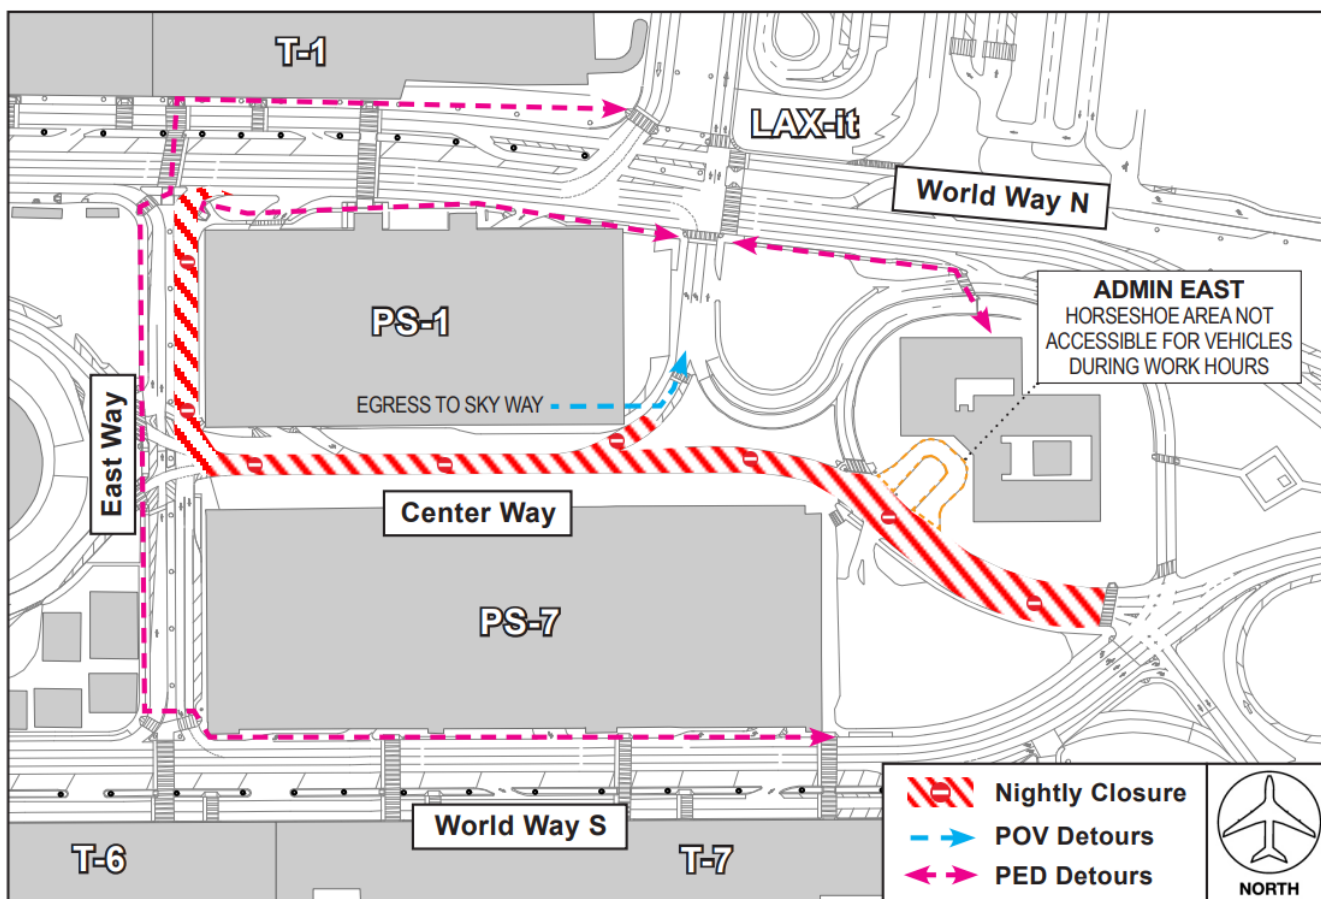 T-1
LAX-it
World Way N
ADMIN EAST
HORSESHOE AREA NOT
ACCESSIBLE FOR VEHICLES
DURING WORK HOURS
PS-1
EGRESS TO SKY WAY
East Way
Center Way
PS-7
World Way S
T-6
T-7
Nightly Closure
POV Detours
PED Detours
NORTH